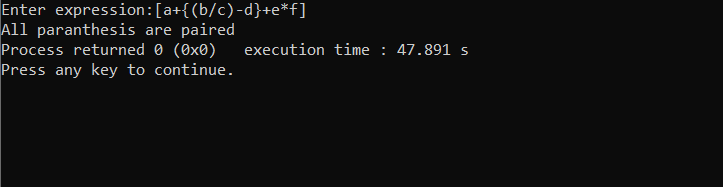 Enter expression:[a+{(b/c)-d}+e*f]
All paranthesis are paired
Process returned 0 (0x0)   execution time : 47.891 s
Press any key to continue.